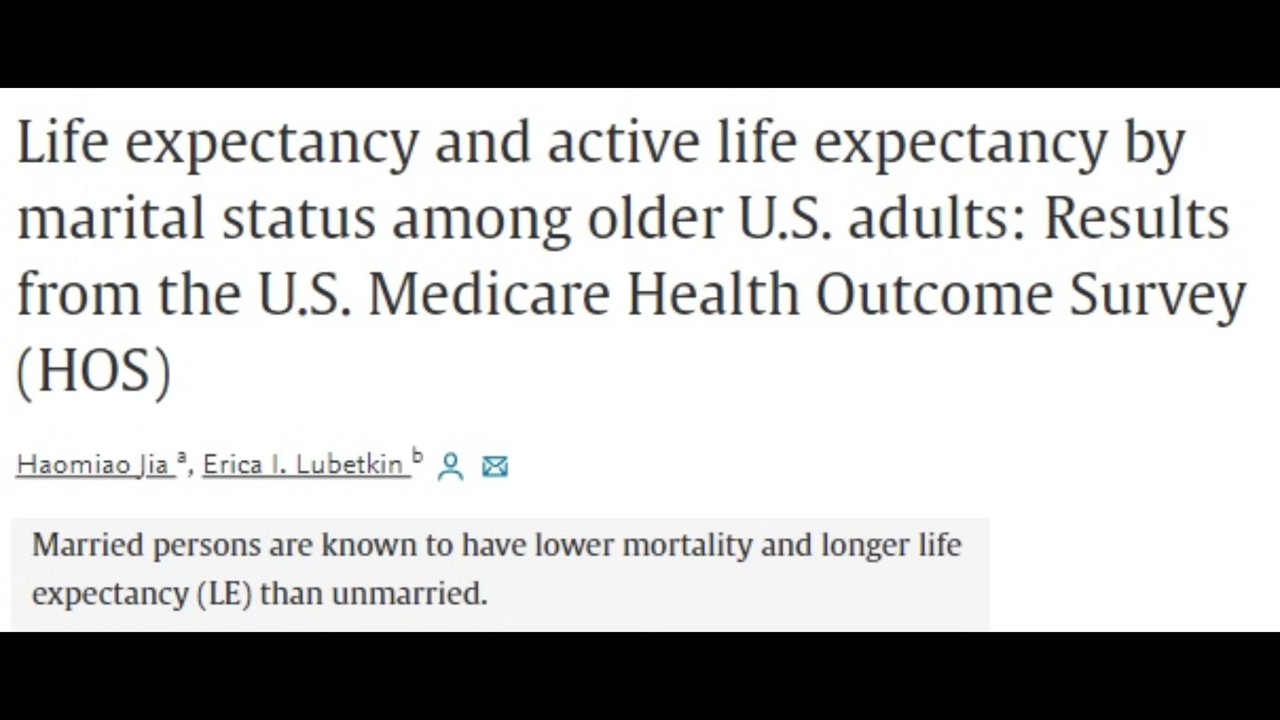 Life expectancy and active life expectancy by
marital status among older U.S. adults: Results
from the U.S. Medicare Health Outcome Survey
(HOS)
Haomiao Jia a, Erica I. Lubetkin b
Married persons are known to have lower mortality and longer life
expectancy (LE) than unmarried.